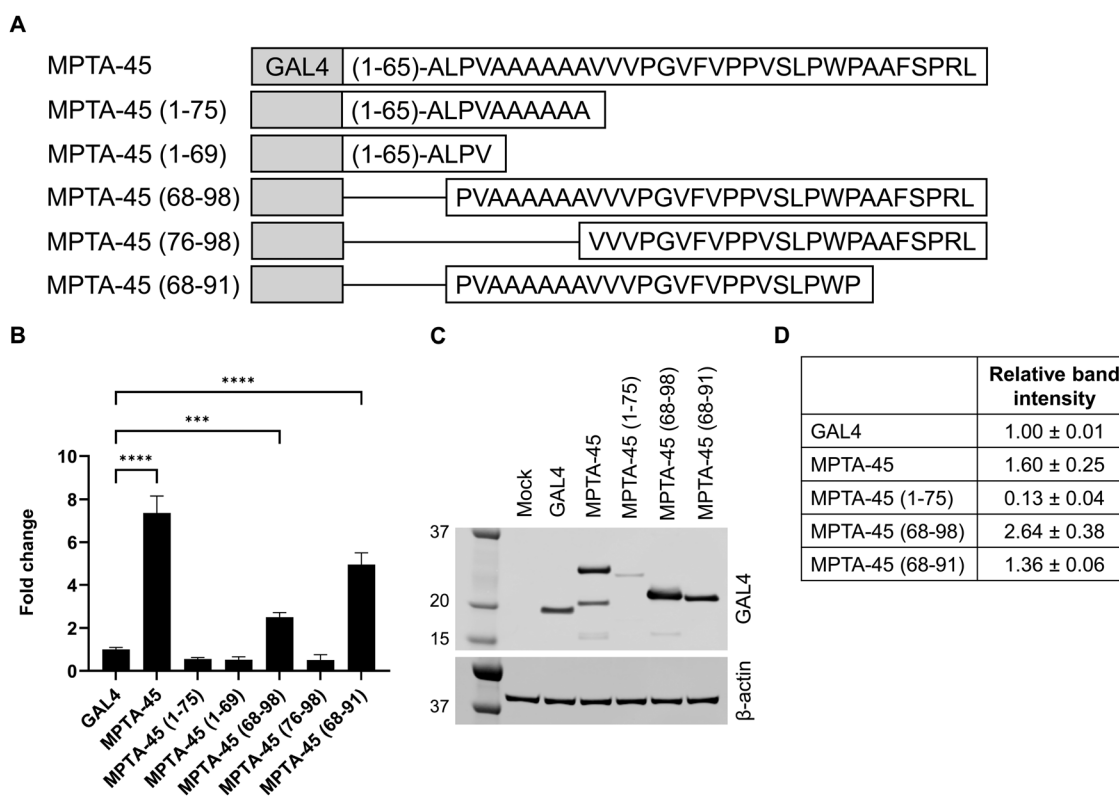 A
MPTA-45
GAL4
(1-65)-ALPVAAAAAAVVVPGVFVPPVSLPWPAAFSPRL
MPTA-45 (1-75)
(1-65)-ALPVAAAAAA
MPTA-45 (1-69)
(1-65)-ALPV
MPTA-45 (68-98)
PVAAAAAAVVVPGVFVPPVSLPWPAAFSPRL
MPTA-45 (76-98)
VVVPGVFVPPVSLPWPAAFSPRL
MPTA-45 (68-91)
PVAAAAAAVVVPGVFVPPVSLPWP
B
****
***
****
Fold change
10
8
6
4
2
0
GAL4
MPTA-45
MPTA-45 (1-75)
MPTA-45 (1-69)
MPTA-45 (68-98)
MPTA-45 (76-98)
MPTA-45 (68-91)
C
Mock
GAL4
MPTA-45
MPTA-45 (1-75)
MPTA-45 (68-98)
MPTA-45 (68-91)
37
20
15
GAL4
37
β-actin
D
Relative band
intensity
GAL4 1.00 ± 0.01
MPTA-45 1.60 ± 0.25
MPTA-45 (1-75) 0.13 ± 0.04
MPTA-45 (68-98) 2.64 ± 0.38
MPTA-45 (68-91) 1.36 ± 0.06